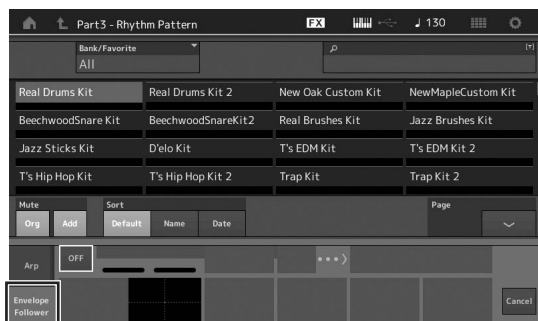 Part3 - Rhythm Pattern FX ♩ 130
Bank/Favorite
All
Real Drums Kit Real Drums Kit 2 New Oak Custom Kit NewMapleCustom Kit
BeechwoodSnare Kit BeechwoodSnareKit2 Real Brushes Kit Jazz Brushes Kit
Jazz Sticks Kit D'elo Kit T's EDM Kit T's EDM Kit 2
T's Hip Hop Kit T's Hip Hop Kit 2 Trap Kit Trap Kit 2
Mute Sort Page
Org Add Default Name Date
Arp OFF
Envelope
Follower Cancel